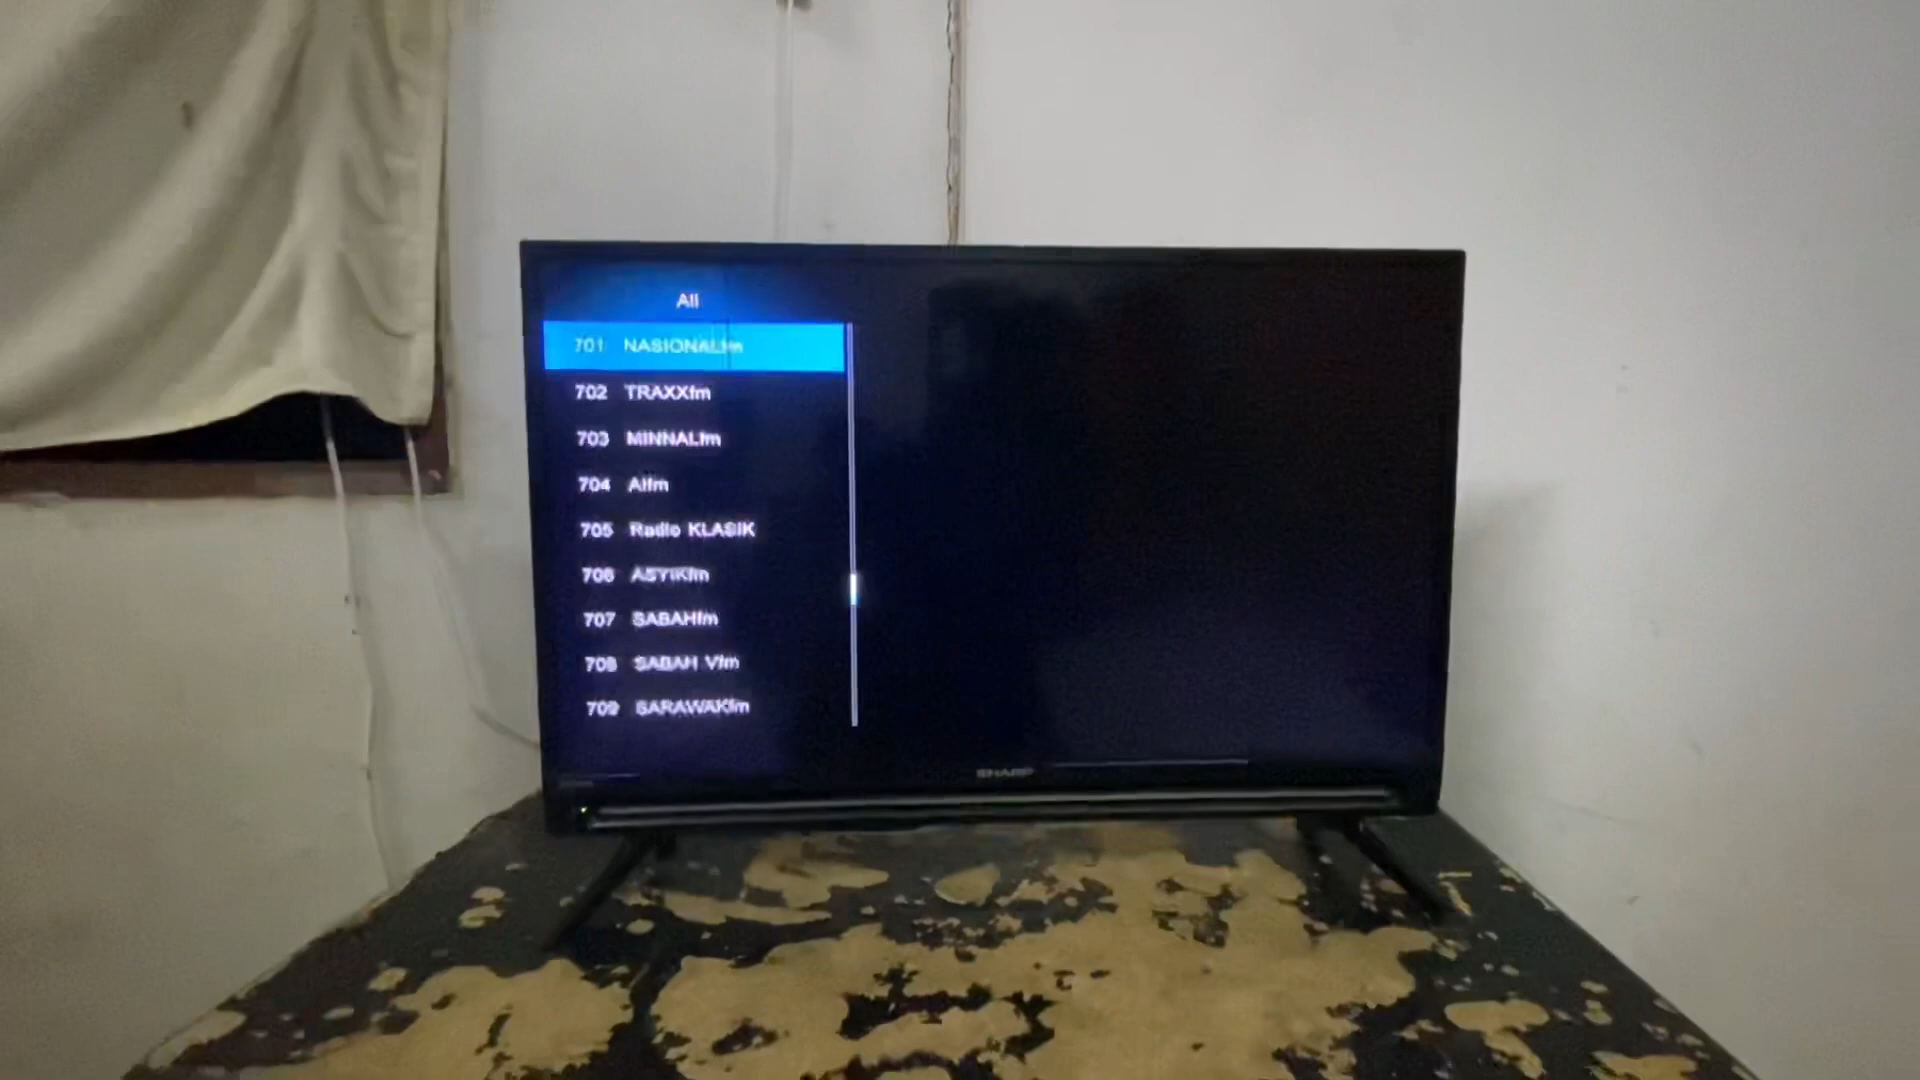 All
701 NASIONALfm
702 TRAXXfm
703 MINNALfm
704 Aifm
705 Radio KLASIK
706 ASYIKfm
707 SABAHfm
708 SABAH Vfm
709 SARAWAKfm
SHARP